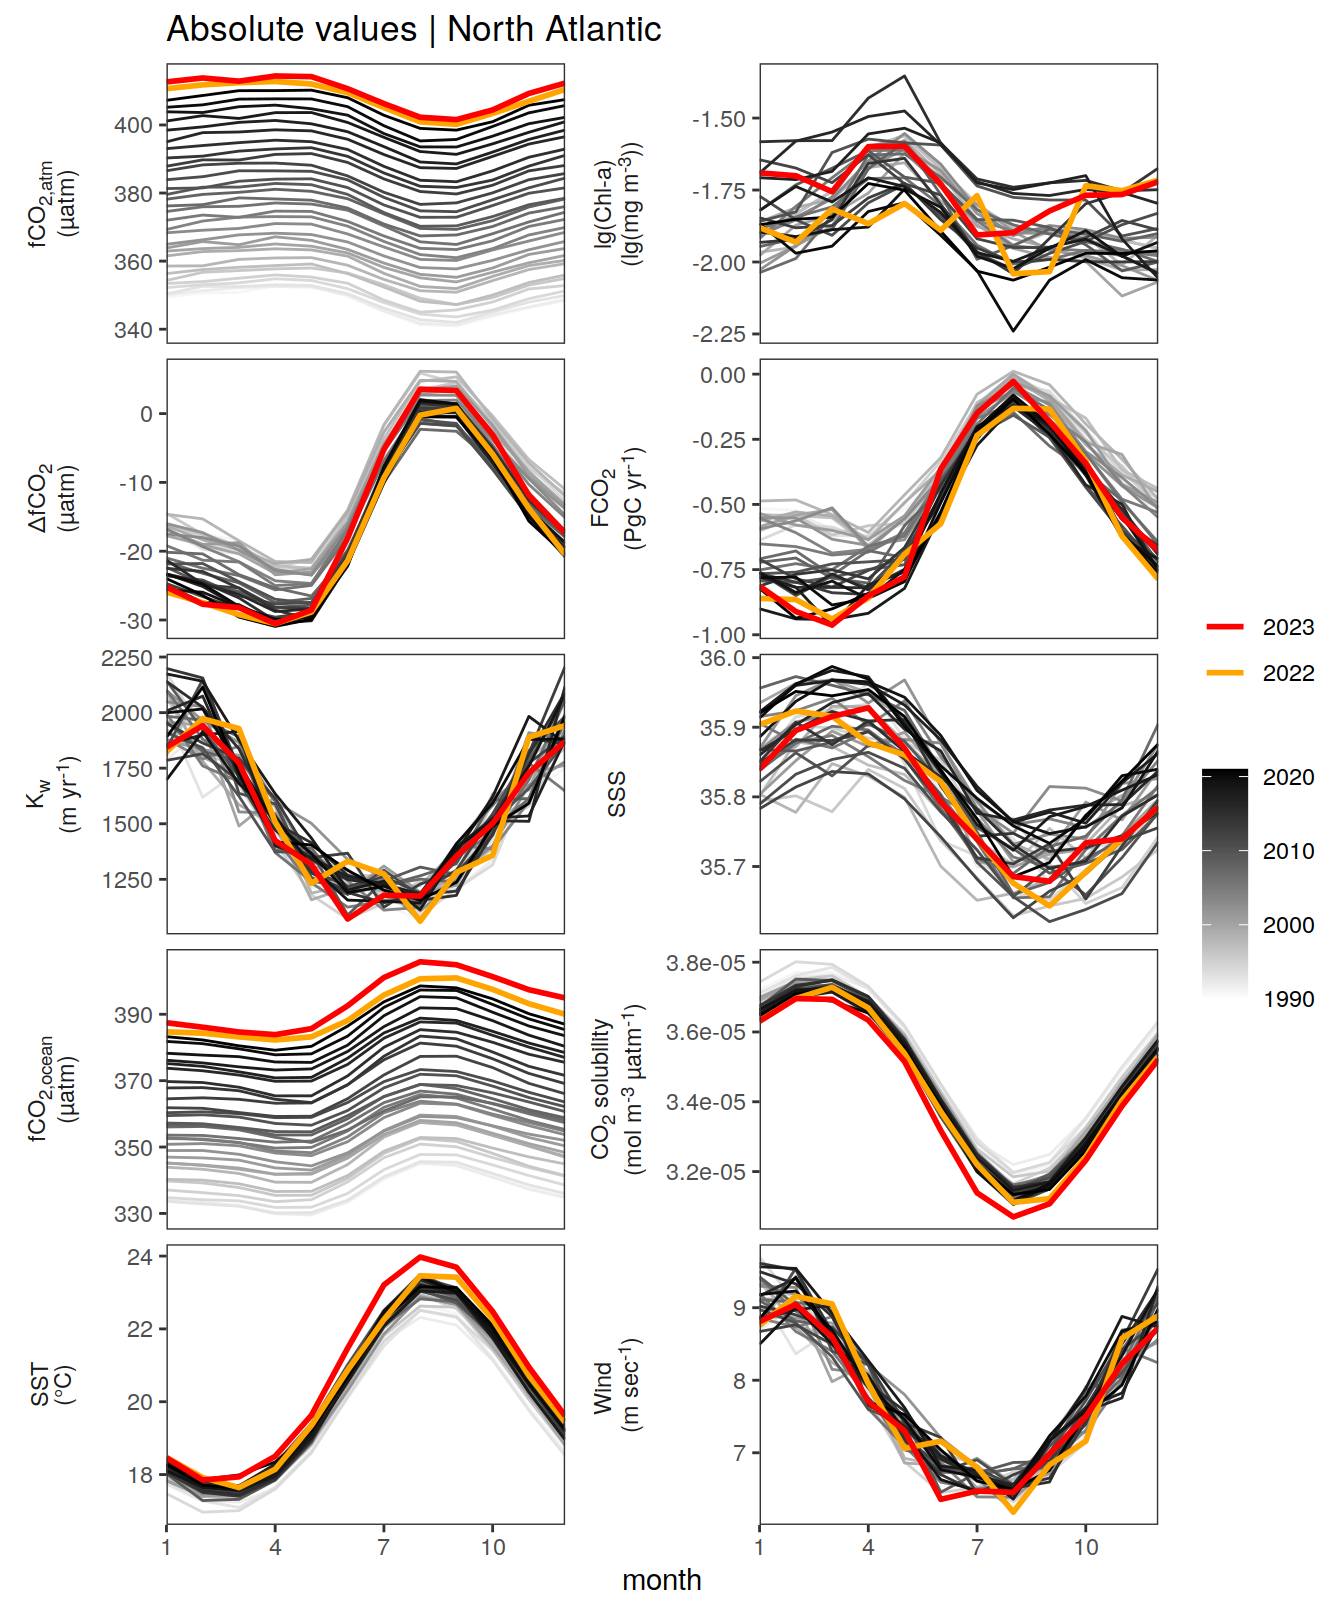 Absolute values | North Atlantic
fCO2,atm
(µatm)
400
380
360
340
lg(Chl-a)
(lg(mg m-3))
-1.50
-1.75
-2.00
-2.25
ΔfCO2
(µatm)
0
-10
-20
-30
FCO2
(PgC yr-1)
0.00
-0.25
-0.50
-0.75
-1.00
Kw
(m yr-1)
2250
2000
1750
1500
1250
SSS
36.0
35.9
35.8
35.7
fCO2,ocean
(µatm)
390
370
350
330
CO2 solubility
(mol m-3 µatm-1)
3.8e-05
3.6e-05
3.4e-05
3.2e-05
SST
(°C)
24
22
20
18
Wind
(m sec-1)
9
8
7
1 4 7 10
1 4 7 10
month
2023
2022
2020
2010
2000
1990